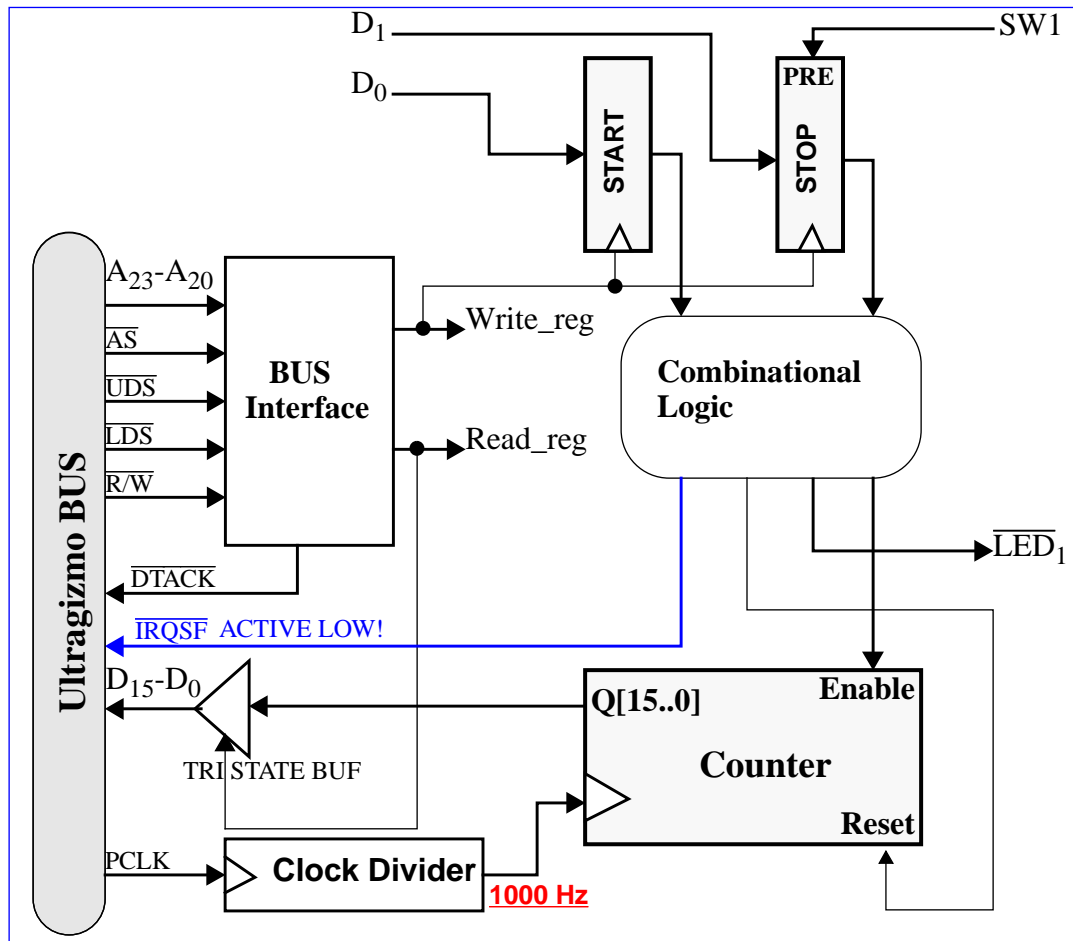 D1
SW1
D0
PRE
START
STOP
A23-A20
AS
UDS
LDS
R/W
BUS
Interface
Write_reg
Read_reg
Combinational
Logic
Ultragizmo BUS
DTACK
LED1
IRQSF ACTIVE LOW!
D15-D0
TRI STATE BUF
Q[15..0]
Enable
Counter
Reset
PCLK
Clock Divider
1000 Hz